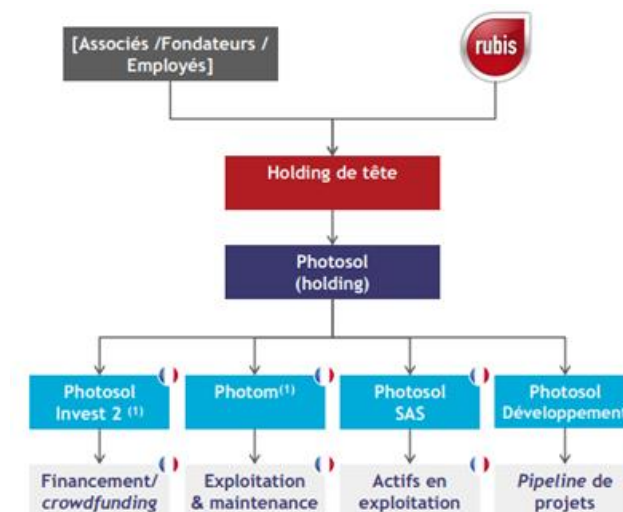 [Associés /Fondateurs /
Employés]
rubis
Holding de tête
Photosol
(holding)
Photosol
Invest 2 (1)
Photom(1)
Photosol
SAS
Photosol
Développement
Financement/
crowdfunding
Exploitation
& maintenance
Actifs en
exploitation
Pipeline de
projets